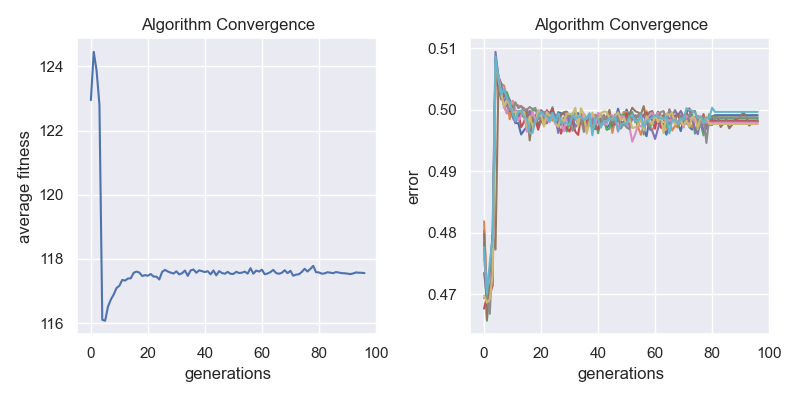 Algorithm Convergence
124
122
120
118
116
average fitness
0 20 40 60 80 100
generations
Algorithm Convergence
0.51
0.50
0.49
0.48
0.47
error
0 20 40 60 80 100
generations